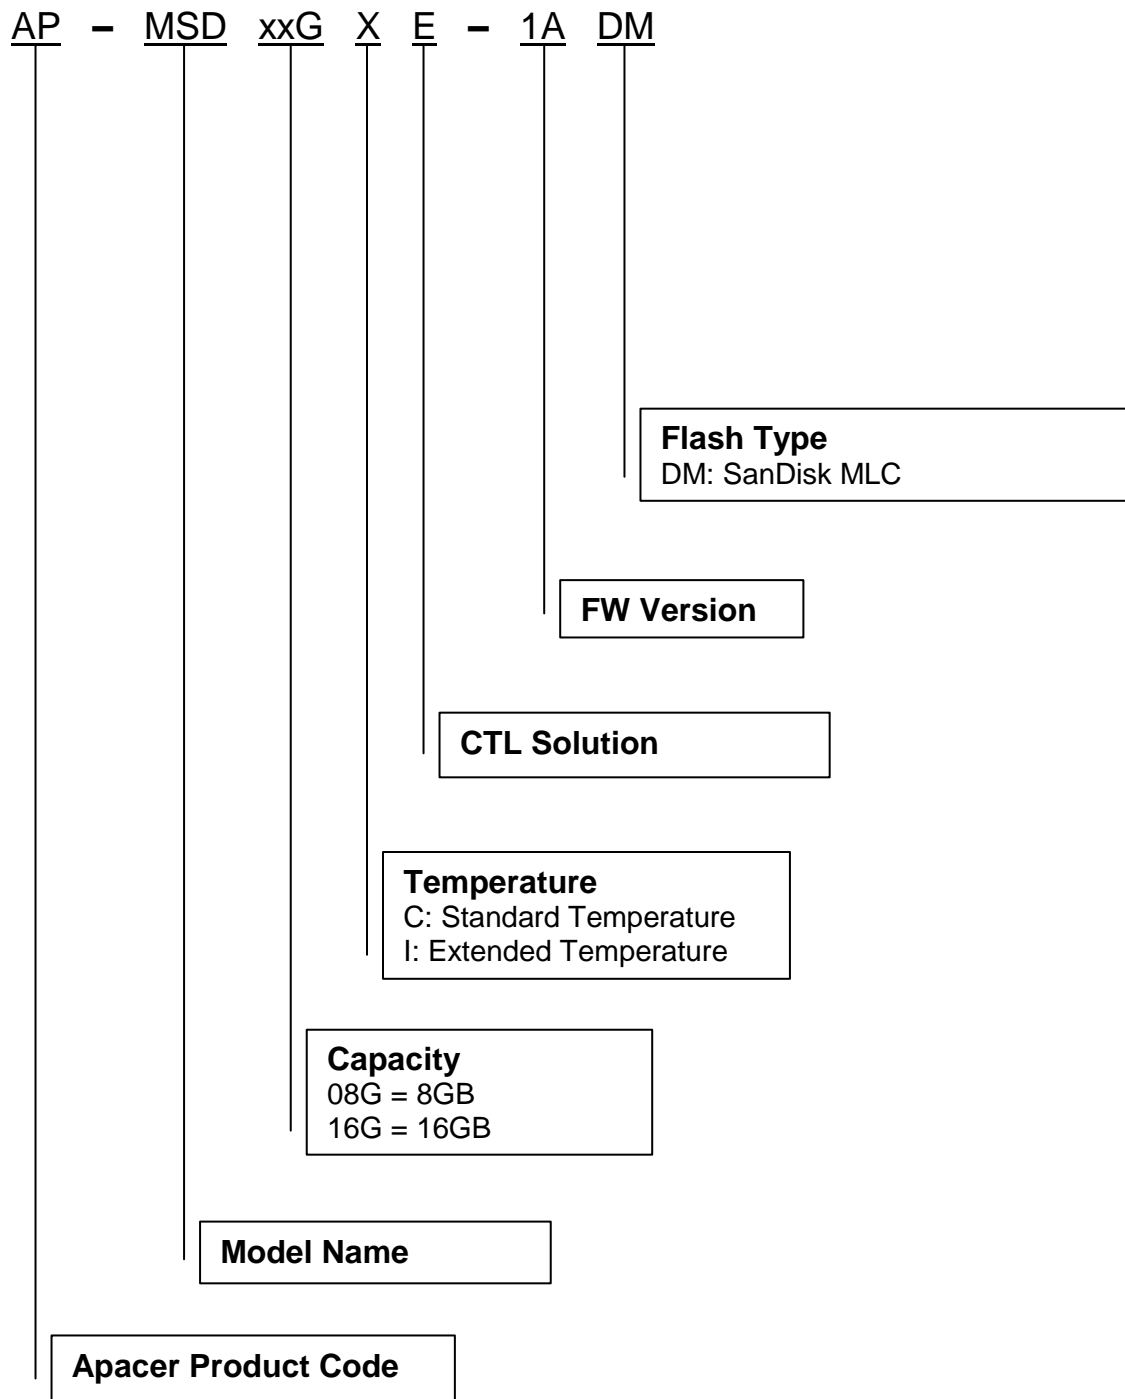 AP – MSD xxG X E – 1A DM
Flash Type
DM: SanDisk MLC
FW Version
CTL Solution
Temperature
C: Standard Temperature
I: Extended Temperature
Capacity
08G = 8GB
16G = 16GB
Model Name
Apacer Product Code